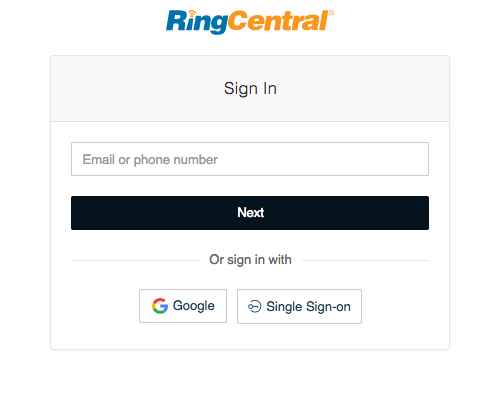 RingCentral®
Sign In
Email or phone number
Next
Or sign in with
Google
Single Sign-on